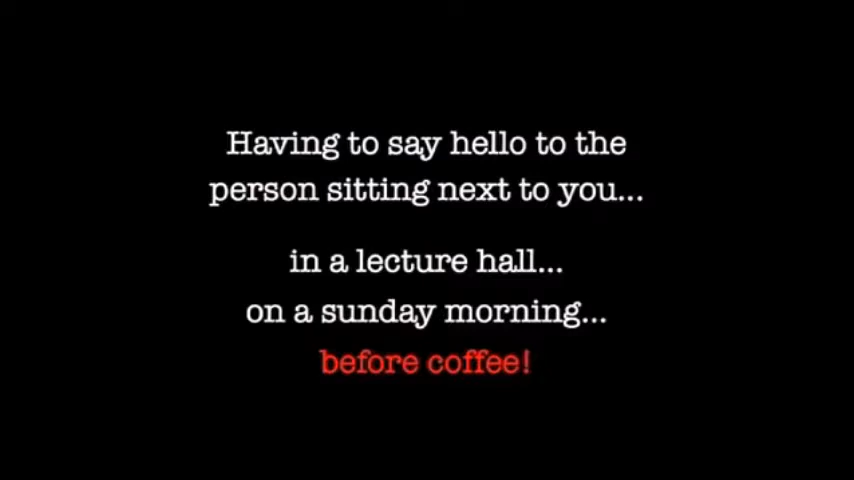 Having to say hello to the
person sitting next to you...
in a lecture hall...
on a sunday morning...
before coffee!